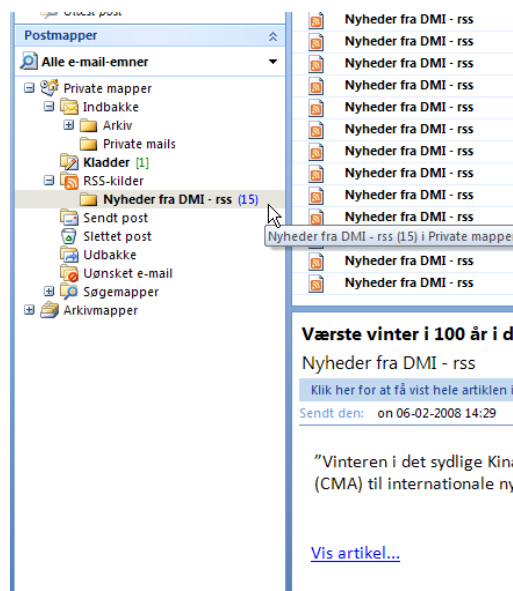 Ulæst post
Postmapper
Alle e-mail-emner
Private mapper
Indbakke
Arkiv
Private mails
Kladder [1]
RSS-kilder
Nyheder fra DMI - rss (15)
Sendt post
Slettet post
Udbakke
Uønsket e-mail
Søgemapper
Arkivmapper
Nyheder fra DMI - rss (15) i Private mapper
Nyheder fra DMI - rss
Nyheder fra DMI - rss
Nyheder fra DMI - rss
Nyheder fra DMI - rss
Nyheder fra DMI - rss
Nyheder fra DMI - rss
Nyheder fra DMI - rss
Nyheder fra DMI - rss
Nyheder fra DMI - rss
Nyheder fra DMI - rss
Nyheder fra DMI - rss
Nyheder fra DMI - rss
Værste vinter i 100 år i d
Nyheder fra DMI - rss
Klik her for at få vist hele artiklen i
Sendt den: on 06-02-2008 14:29
"Vinteren i det sydlige Kina
(CMA) til internationale ny
Vis artikel...